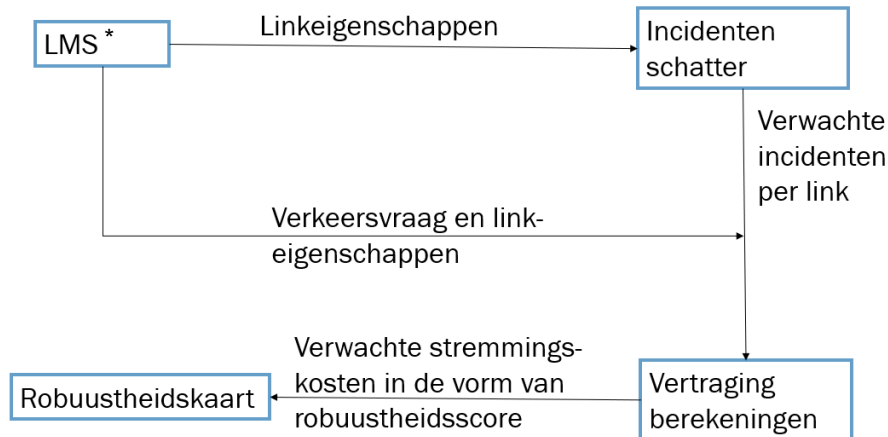 LMS *
Linkeigenschappen
Incidenten
schatter
Verwachte
incidenten
per link
Verkeersvraag en link-
eigenschappen
Verwachte stremmings-
kosten in de vorm van
robuustheidsscore
Vertraging
berekeningen
Robuustheidskaart